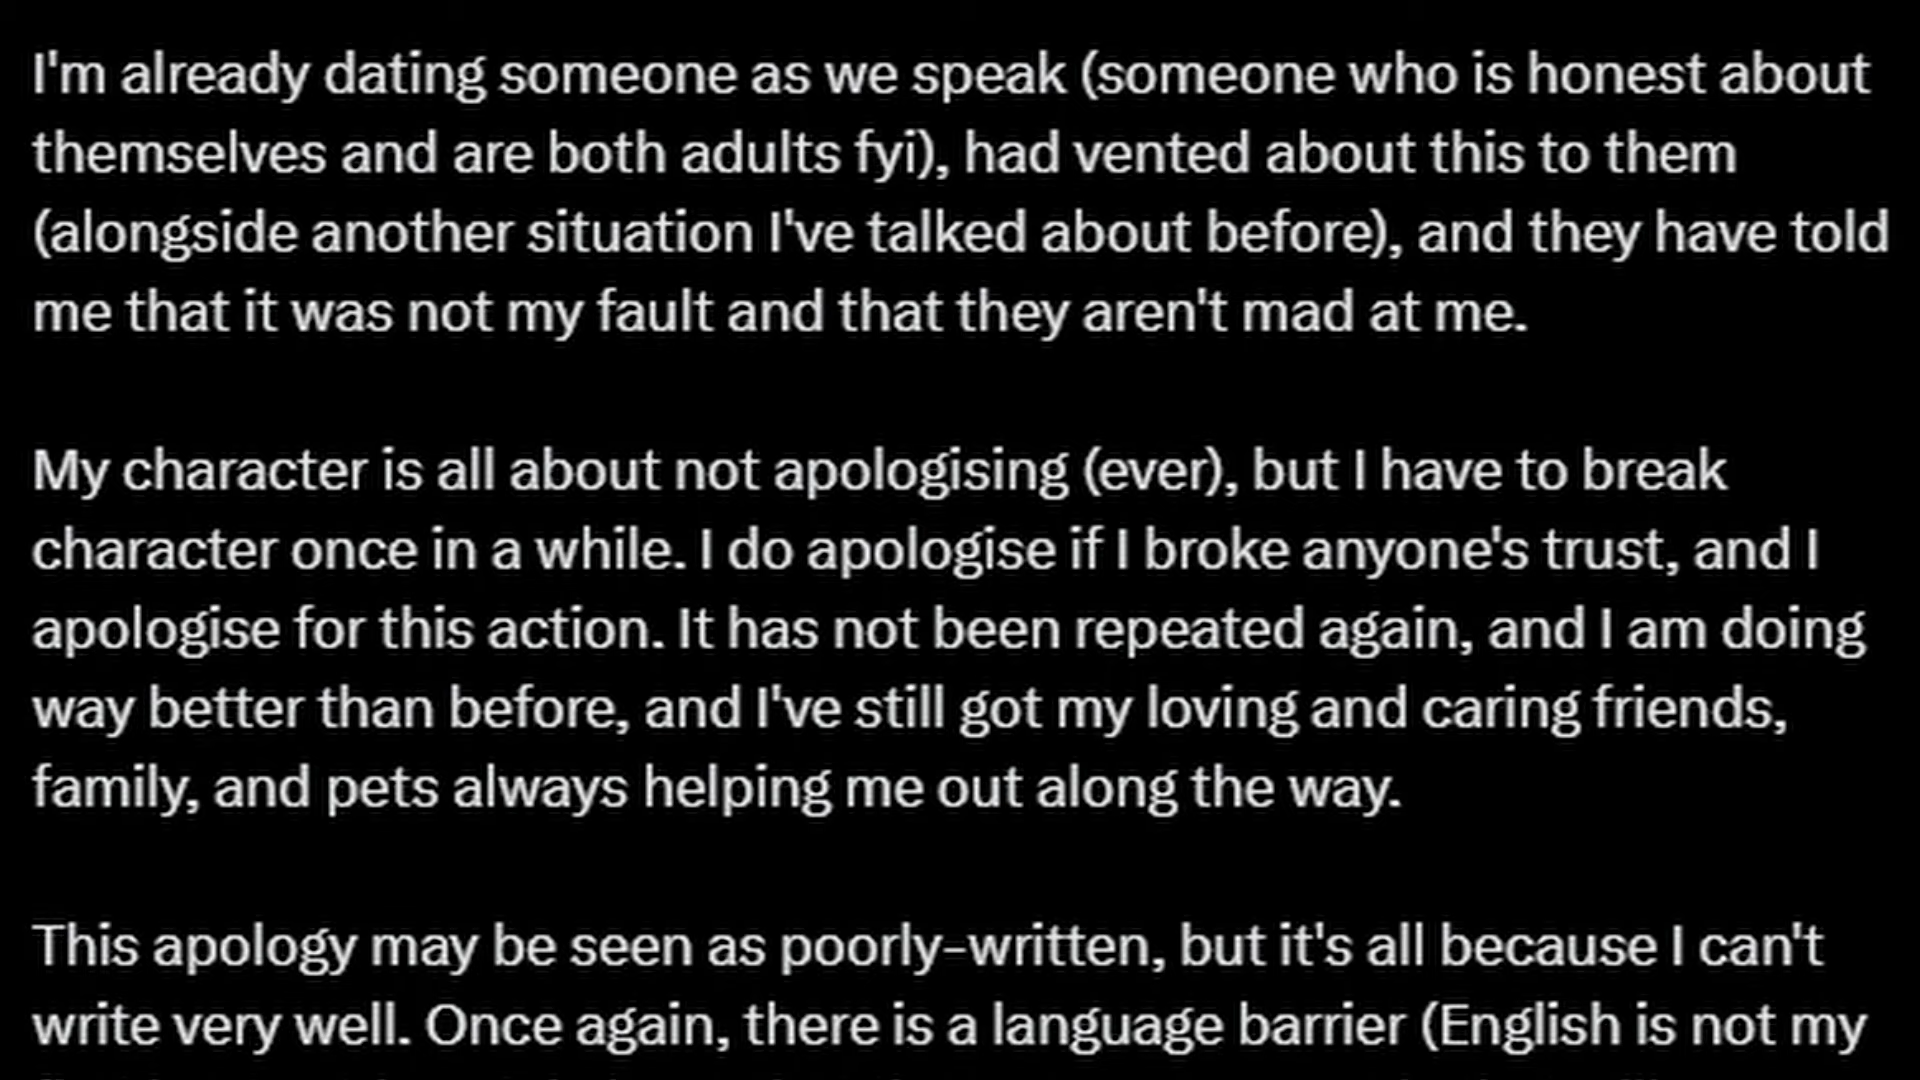 I'm already dating someone as we speak (someone who is honest about
themselves and are both adults fyi), had vented about this to them
(alongside another situation I've talked about before), and they have told
me that it was not my fault and that they aren't mad at me.
My character is all about not apologising (ever), but I have to break
character once in a while. I do apologise if I broke anyone's trust, and I
apologise for this action. It has not been repeated again, and I am doing
way better than before, and I've still got my loving and caring friends,
family, and pets always helping me out along the way.
This apology may be seen as poorly-written, but it's all because I can't
write very well. Once again, there is a language barrier (English is not my